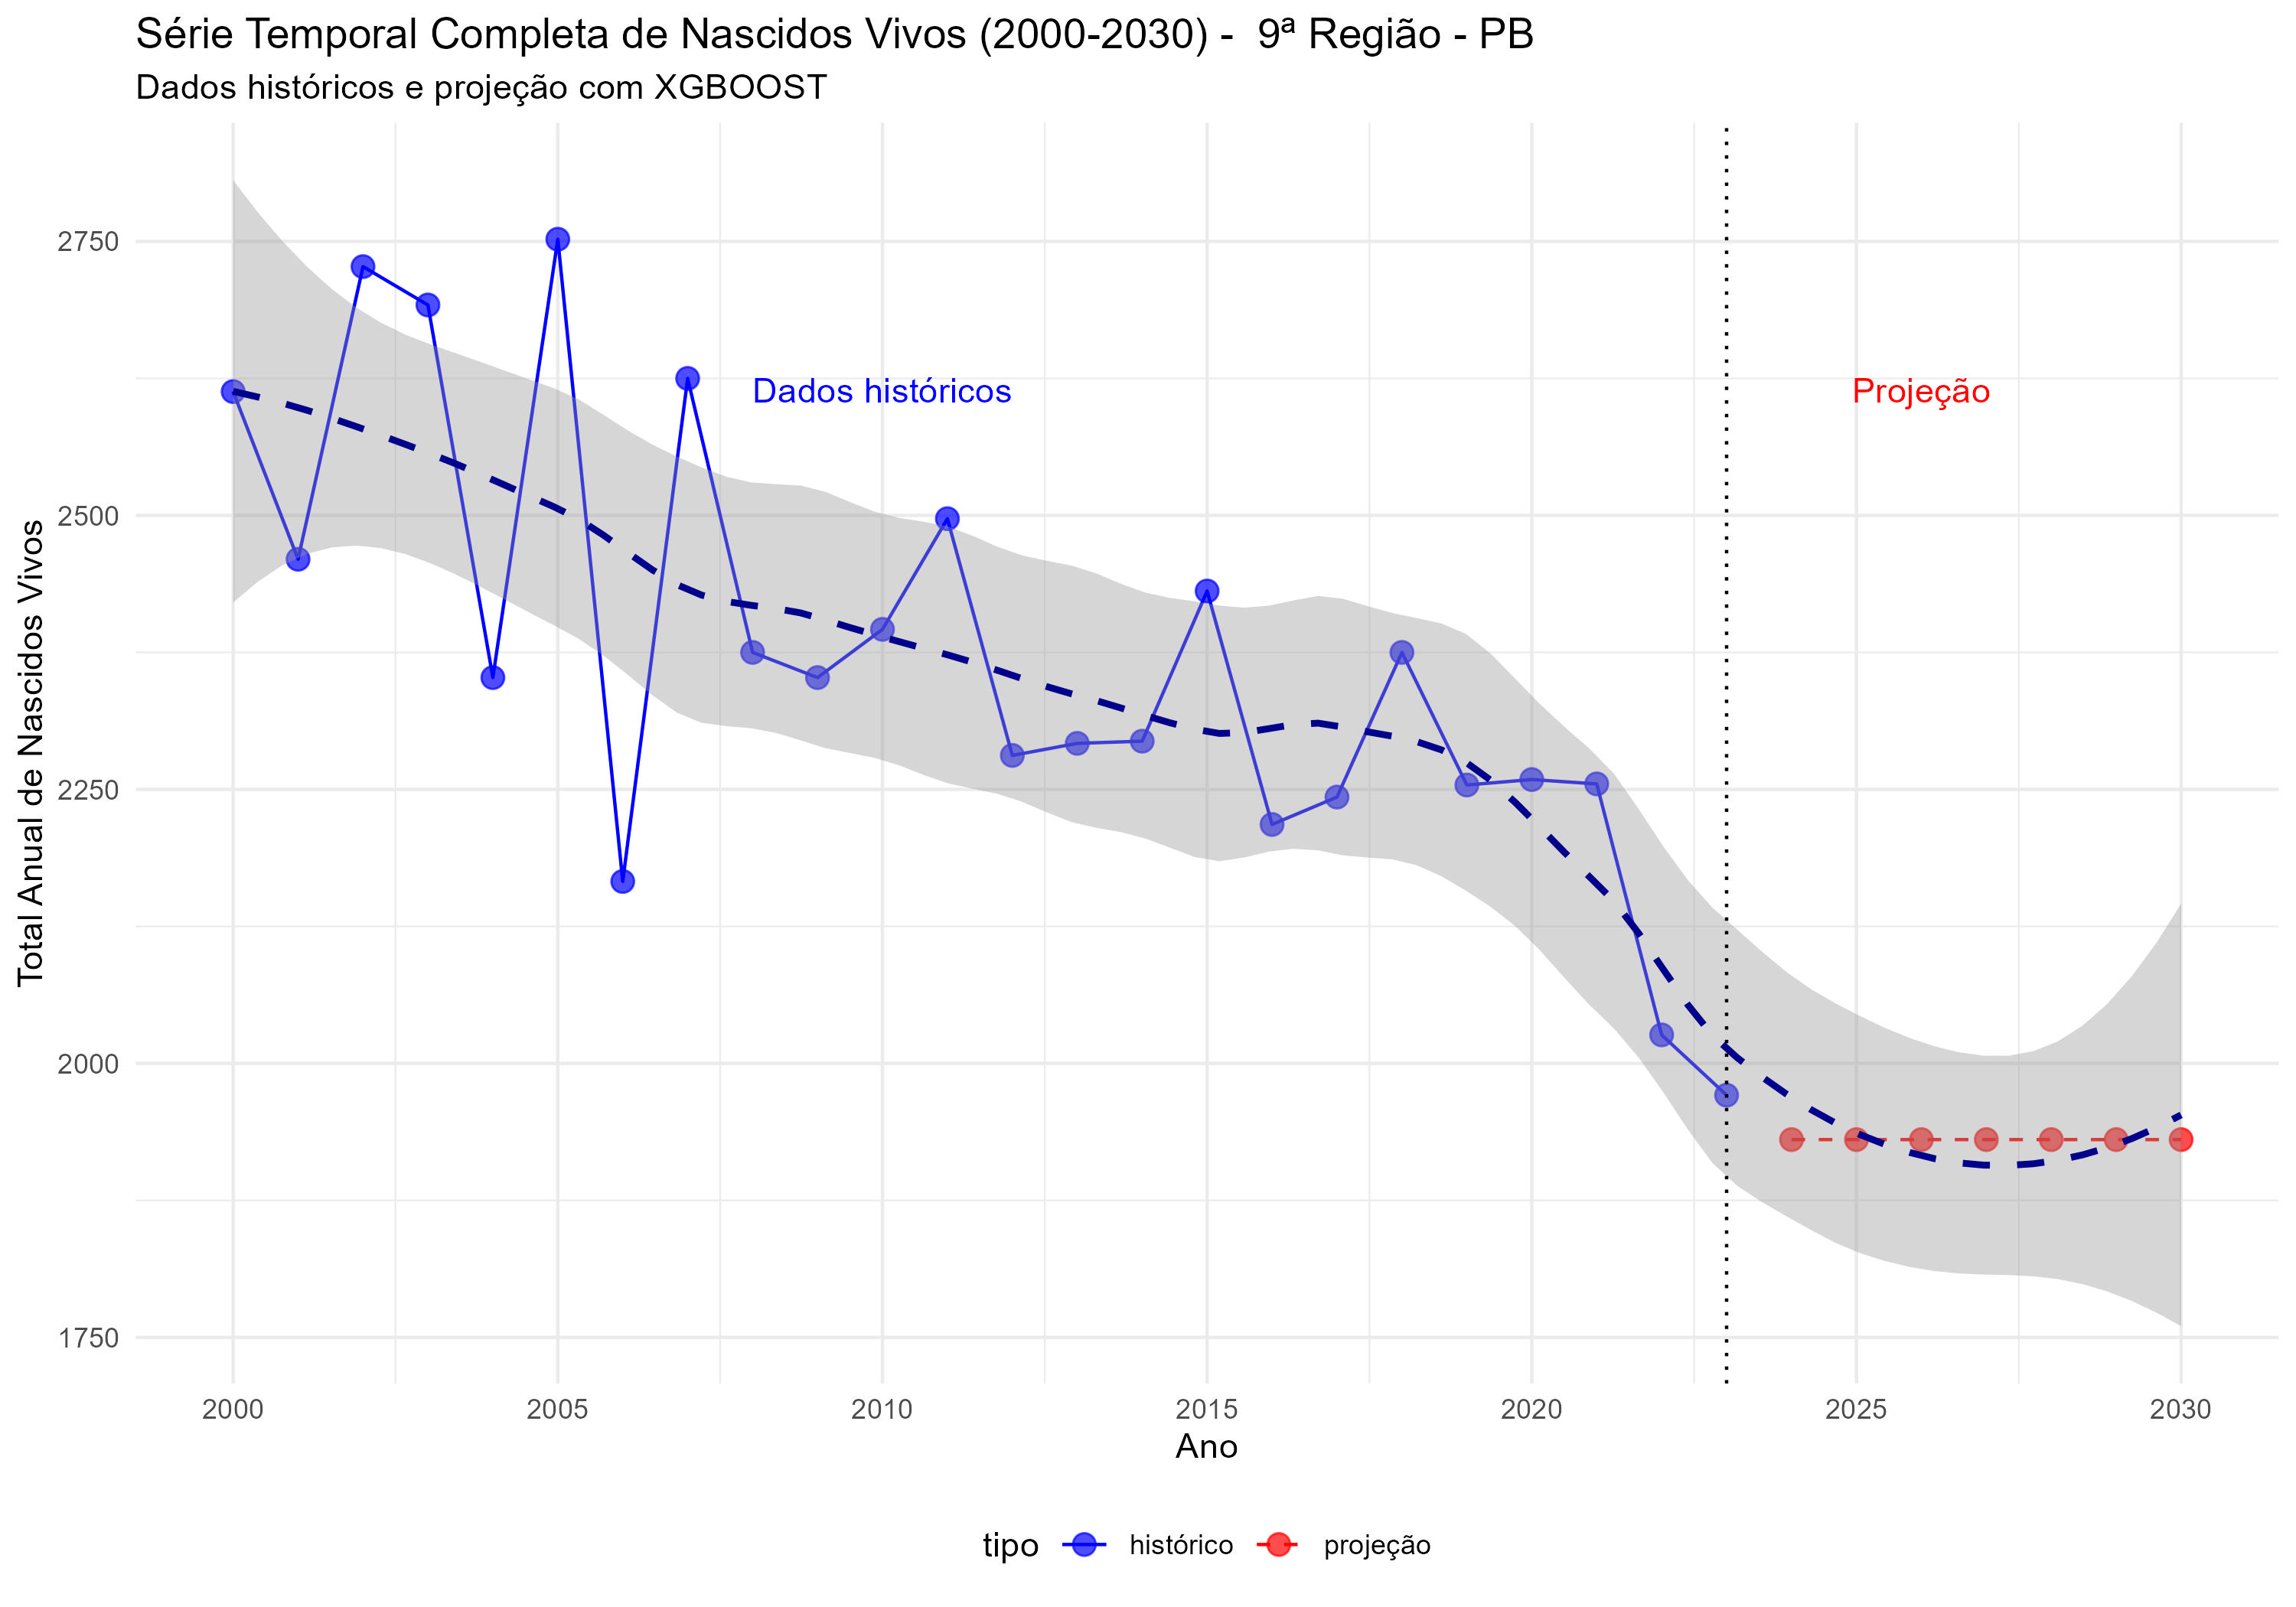 Série Temporal Completa de Nascidos Vivos (2000-2030) -  9ª Região - PB
Dados históricos e projeção com XGBOOST
Total Anual de Nascidos Vivos
2750
2500
2250
2000
1750
Dados históricos
Projeção
2000
2005
2010
2015
2020
2025
2030
Ano
tipo
histórico
projeção